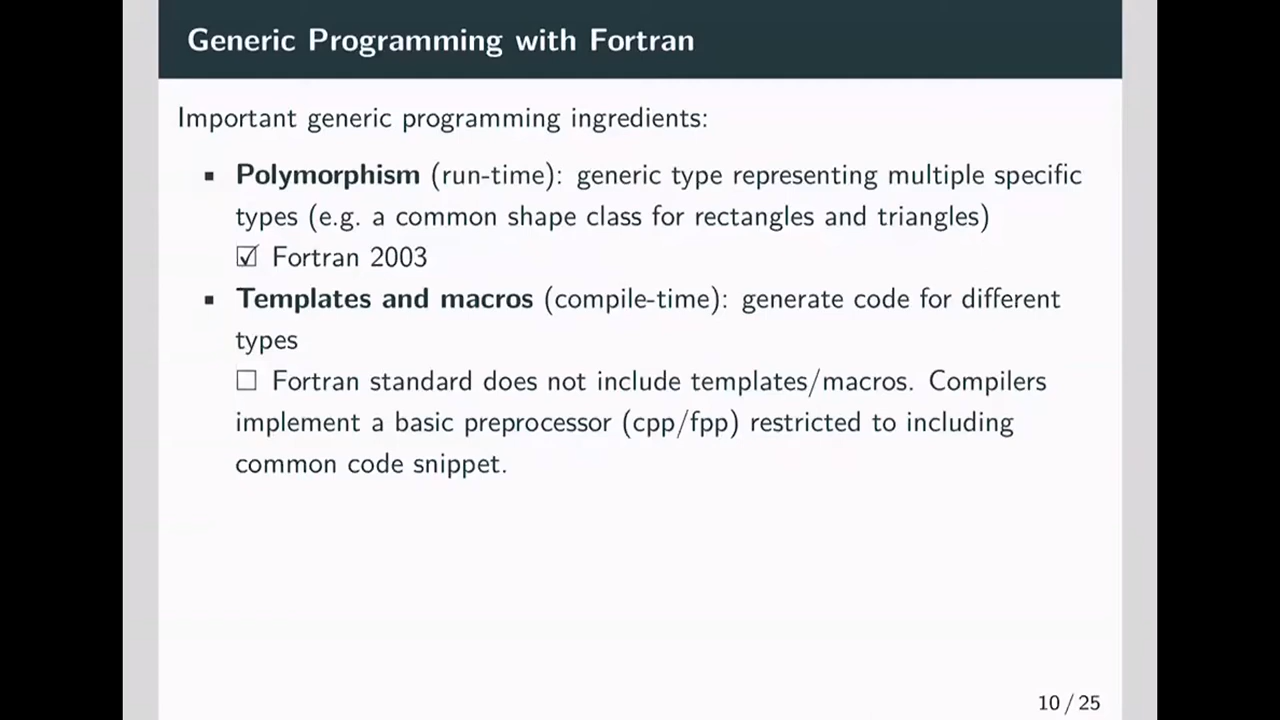 Generic Programming with Fortran
Important generic programming ingredients:
▪ Polymorphism (run-time): generic type representing multiple specific
types (e.g. a common shape class for rectangles and triangles)
☑ Fortran 2003
▪ Templates and macros (compile-time): generate code for different
types
☐ Fortran standard does not include templates/macros. Compilers
implement a basic preprocessor (cpp/fpp) restricted to including
common code snippet.
10 / 25